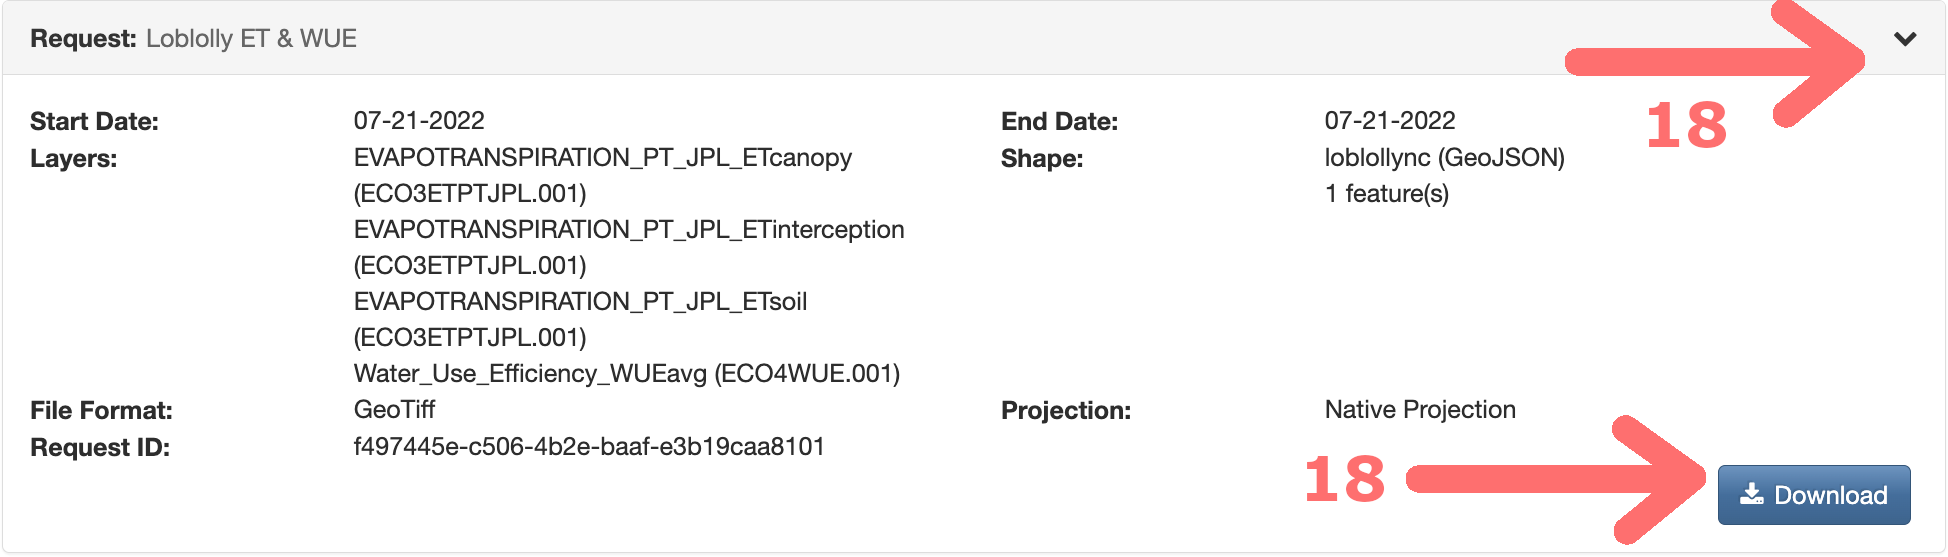 Request: Loblolly ET & WUE
18
Start Date: 07-21-2022 End Date: 07-21-2022
Layers: EVAPOTRANSPIRATION_PT_JPL_ETcanopy Shape: loblollync (GeoJSON)
(ECO3ETPTJPL.001) 1 feature(s)
EVAPOTRANSPIRATION_PT_JPL_ETinterception
(ECO3ETPTJPL.001)
EVAPOTRANSPIRATION_PT_JPL_ETsoil
(ECO3ETPTJPL.001)
Water_Use_Efficiency_WUEavg (ECO4WUE.001)
File Format: GeoTiff Projection: Native Projection
Request ID: f497445e-c506-4b2e-baaf-e3b19caa8101
18 Download